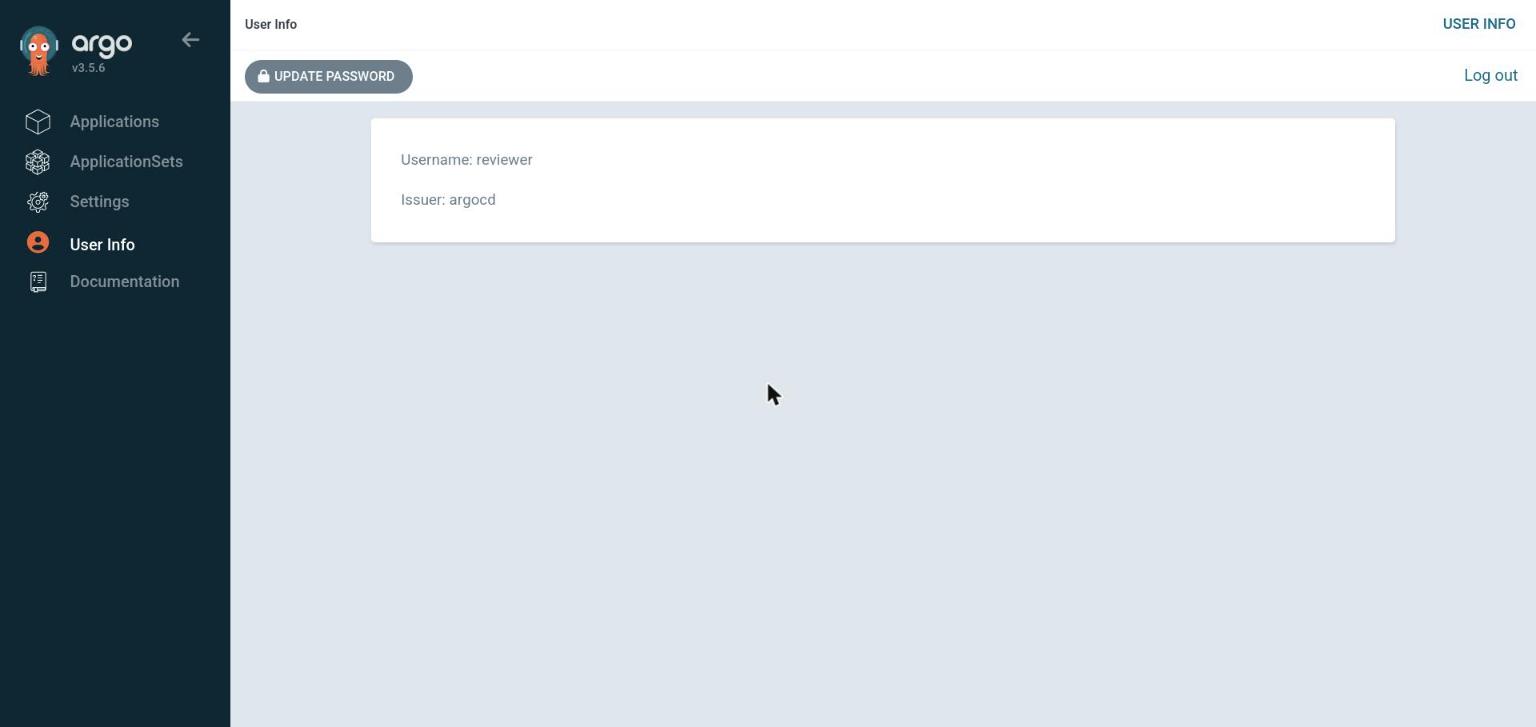 argo
v3.5.6
Applications
ApplicationSets
Settings
User Info
Documentation
User Info
USER INFO
UPDATE PASSWORD
Log out
Username: reviewer
Issuer: argocd